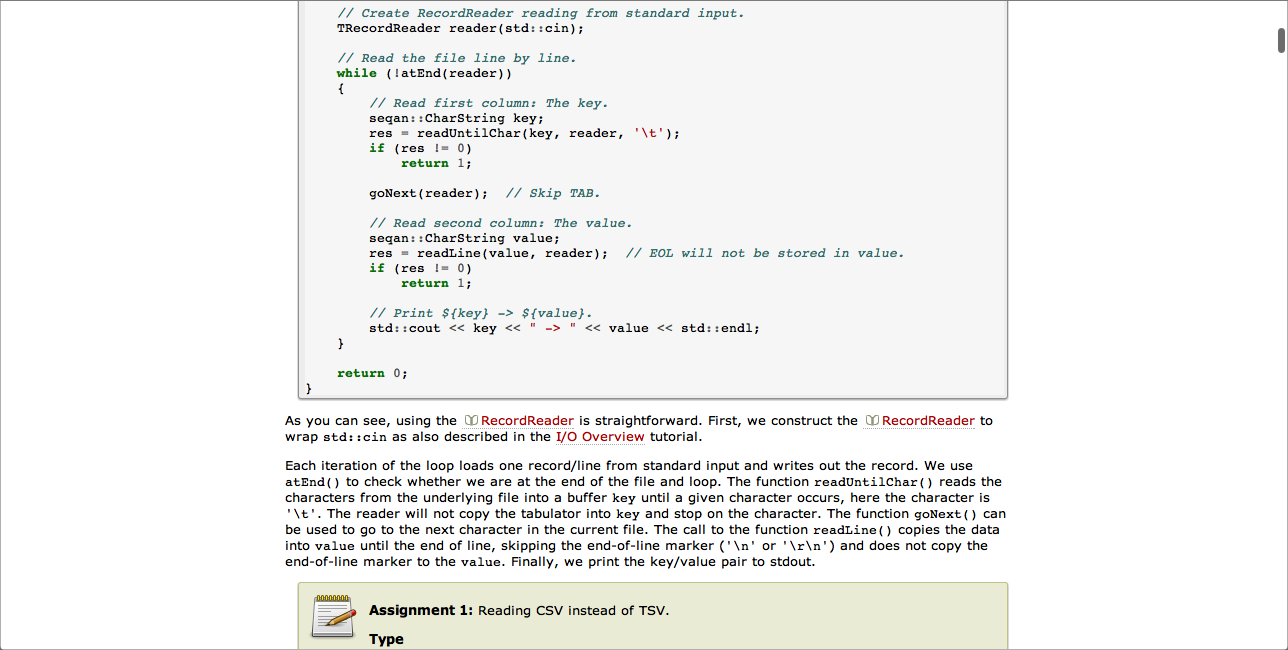 // Create RecordReader reading from standard input.
TRecordReader reader(std::cin);
// Read the file line by line.
while (!atEnd(reader))
{
// Read first column: The key.
seqan::CharString key;
res = readUntilChar(key, reader, '\t');
if (res != 0)
return 1;
goNext(reader);  // Skip TAB.
// Read second column: The value.
seqan::CharString value;
res = readLine(value, reader);  // EOL will not be stored in value.
if (res != 0)
return 1;
// Print ${key} -> ${value}.
std::cout << key << " -> " << value << std::endl;
}
return 0;
}
As you can see, using the RecordReader is straightforward. First, we construct the RecordReader to
wrap std::cin as also described in the I/O Overview tutorial.
Each iteration of the loop loads one record/line from standard input and writes out the record. We use
atEnd() to check whether we are at the end of the file and loop. The function readUntilChar() reads the
characters from the underlying file into a buffer key until a given character occurs, here the character is
'\t'. The reader will not copy the tabulator into key and stop on the character. The function goNext() can
be used to go to the next character in the current file. The call to the function readLine() copies the data
into value until the end of line, skipping the end-of-line marker ('\n' or '\r\n') and does not copy the
end-of-line marker to the value. Finally, we print the key/value pair to stdout.
Assignment 1: Reading CSV instead of TSV.
Type